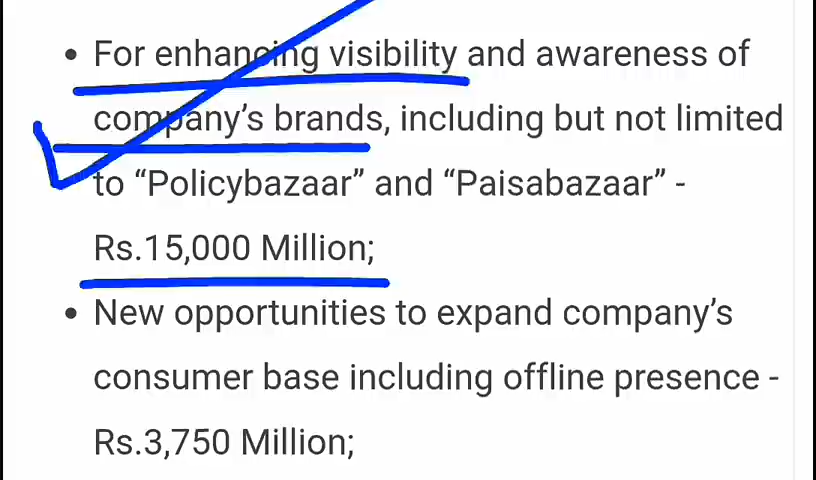 • For enhancing visibility and awareness of
company’s brands, including but not limited
to “Policybazaar” and “Paisabazaar” -
Rs.15,000 Million;
• New opportunities to expand company’s
consumer base including offline presence -
Rs.3,750 Million;